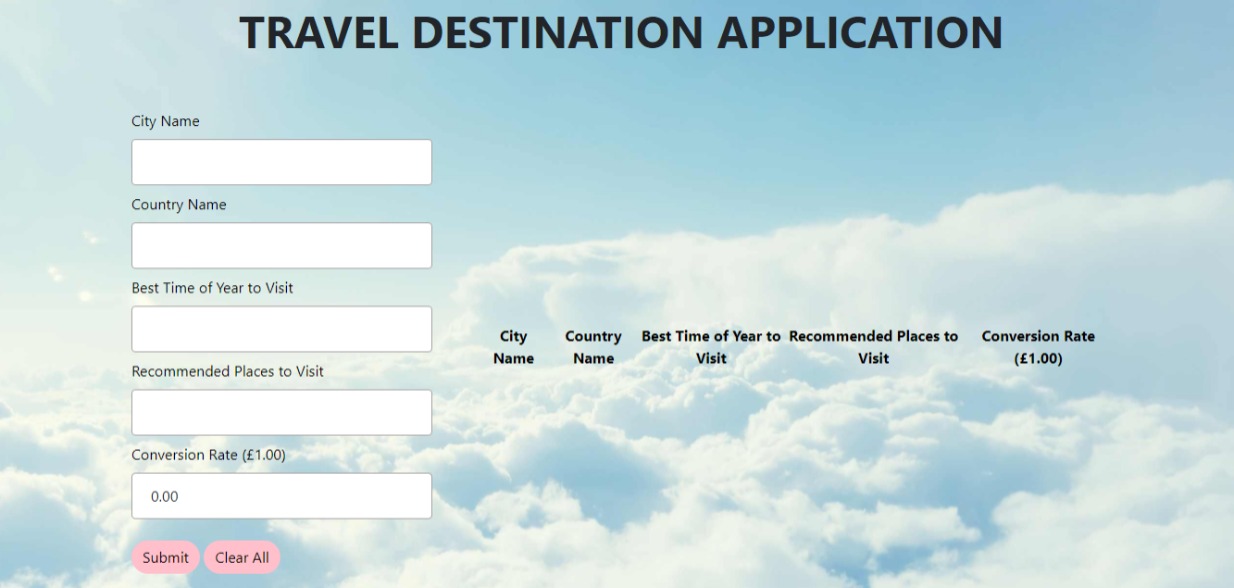 TRAVEL DESTINATION APPLICATION
City Name
Country Name
Best Time of Year to Visit
Recommended Places to Visit
Conversion Rate (£1.00)
0.00
Submit Clear All
City Country Best Time of Year to Recommended Places to Conversion Rate
Name Name Visit Visit (£1.00)